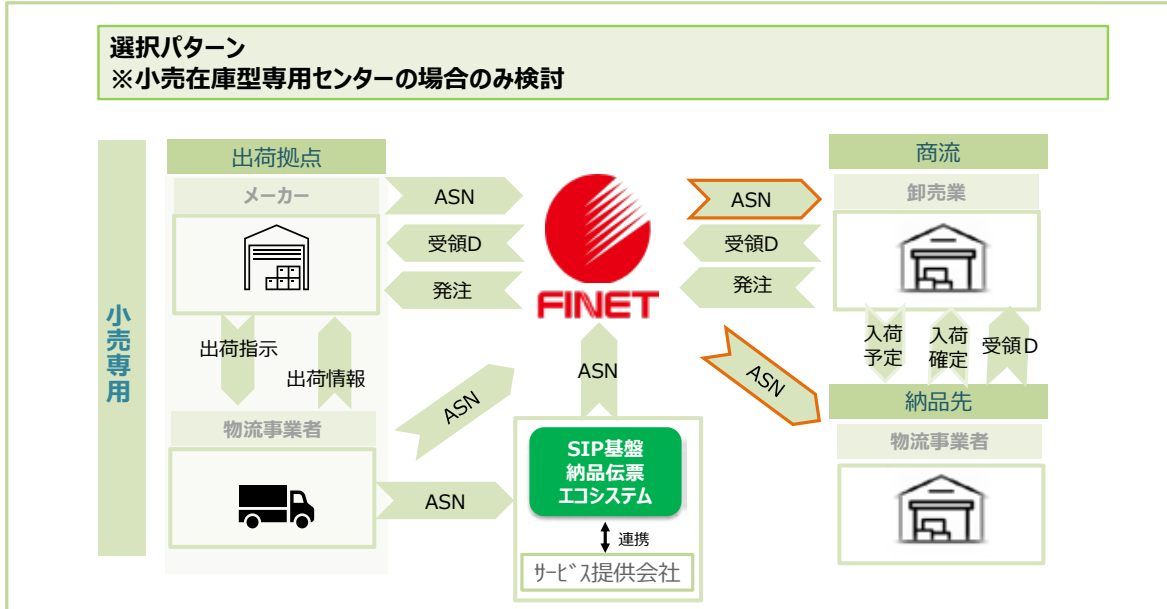 選択パターン
※小売在庫型専用センターの場合のみ検討
小売専用
出荷拠点
メーカー
出荷指示
出荷情報
物流事業者
ASN
受領D
発注
ASN
ASN
FINET
ASN
SIP基盤
納品伝票
エコシステム
連携
サービス提供会社
ASN
受領D
発注
ASN
商流
卸売業
入荷
予定
入荷
確定
受領D
納品先
物流事業者